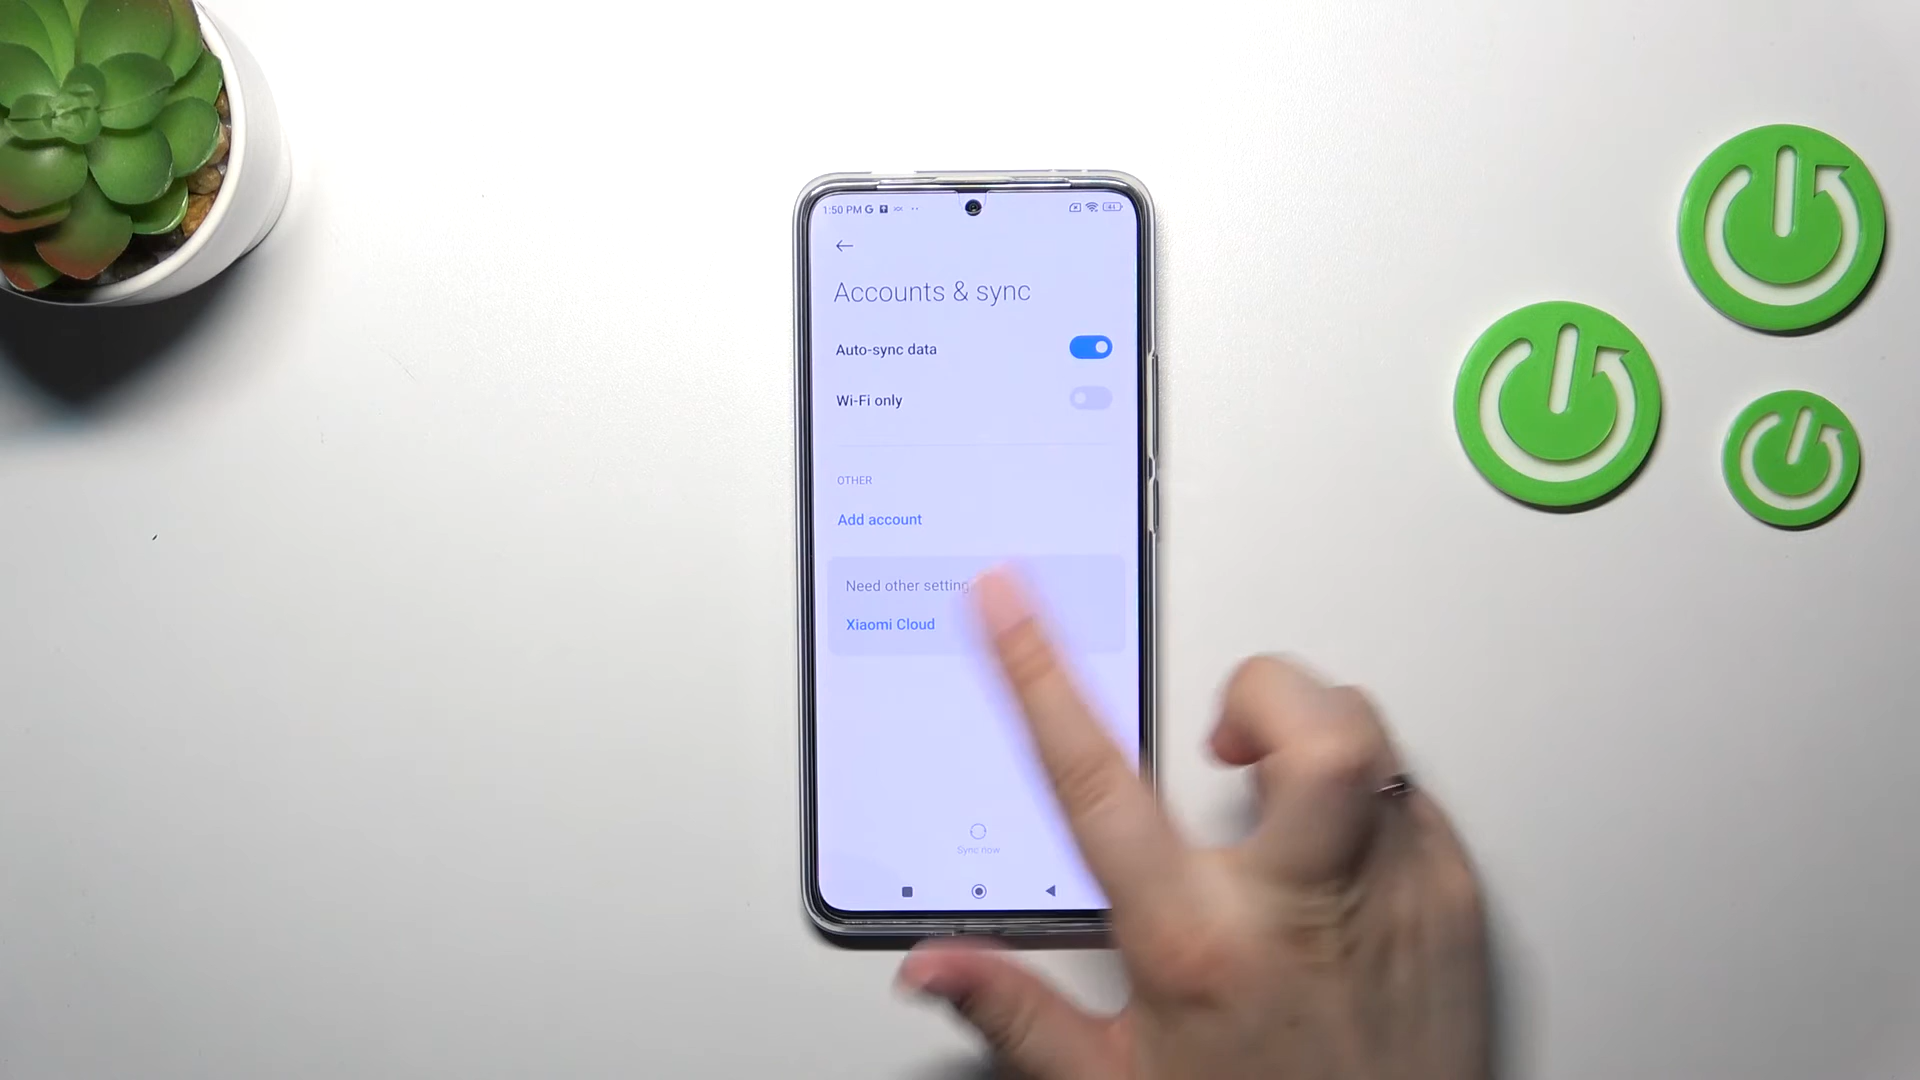 1:50 PM
Accounts & sync
Auto-sync data
Wi-Fi only
OTHER
Add account
Need other setting
Xiaomi Cloud
Sync now